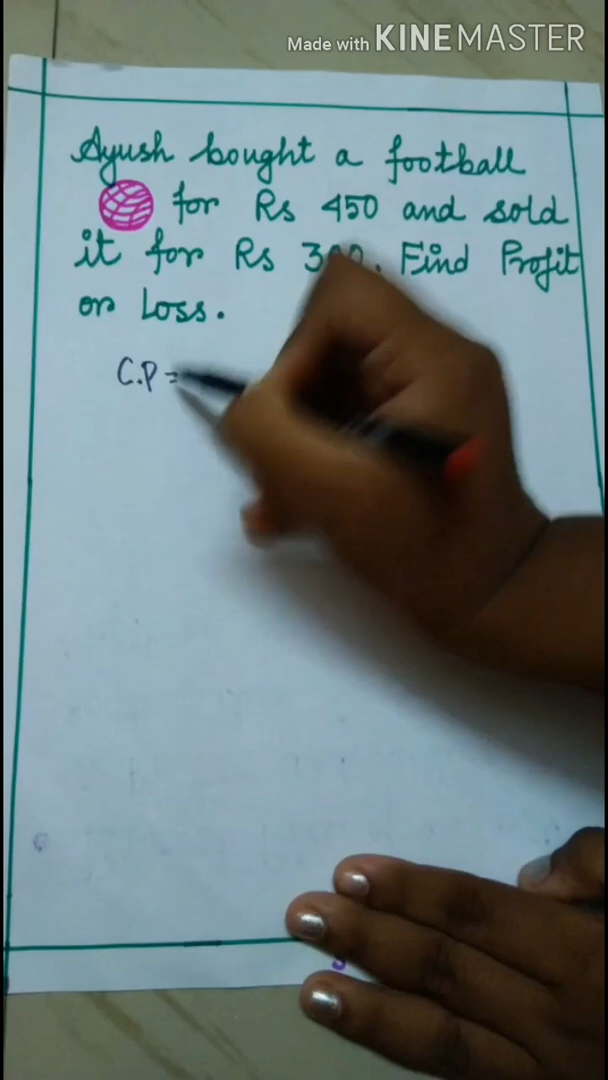 Made with KINEMASTER
Ayush bought a football
for Rs 450 and sold
it for Rs Find Profit
or Loss.
C.P =